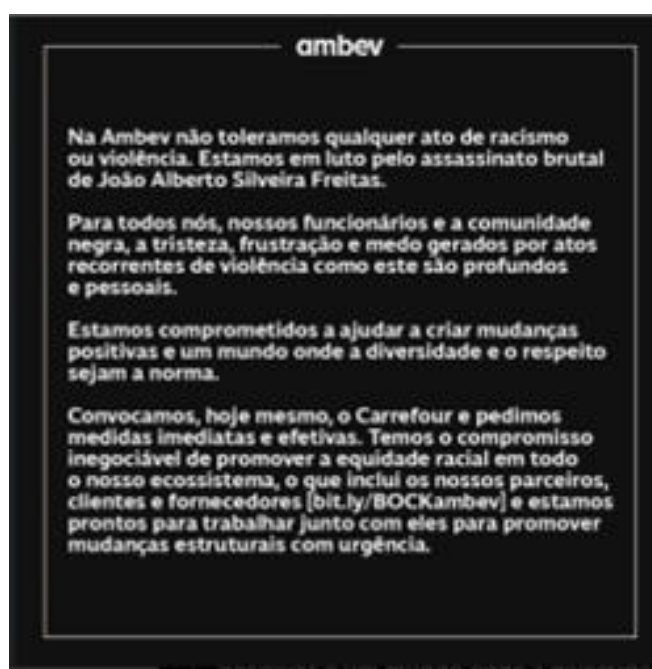 ambev
Na Ambev não toleramos qualquer ato de racismo
ou violência. Estamos em luto pelo assassinato brutal
de João Alberto Silveira Freitas.
Para todos nós, nossos funcionários e a comunidade
negra, a tristeza, frustração e medo gerados por atos
recorrentes de violência como este são profundos
e pessoais.
Estamos comprometidos a ajudar a criar mudanças
positivas e um mundo onde a diversidade e o respeito
sejam a norma.
Convocamos, hoje mesmo, o Carrefour e pedimos
medidas imediatas e efetivas. Temos o compromisso
inegociável de promover a equidade racial em todo
o nosso ecossistema, o que inclui os nossos parceiros,
clientes e fornecedores [bit.ly/BOCKambev] e estamos
prontos para trabalhar junto com eles para promover
mudanças estruturais com urgência.